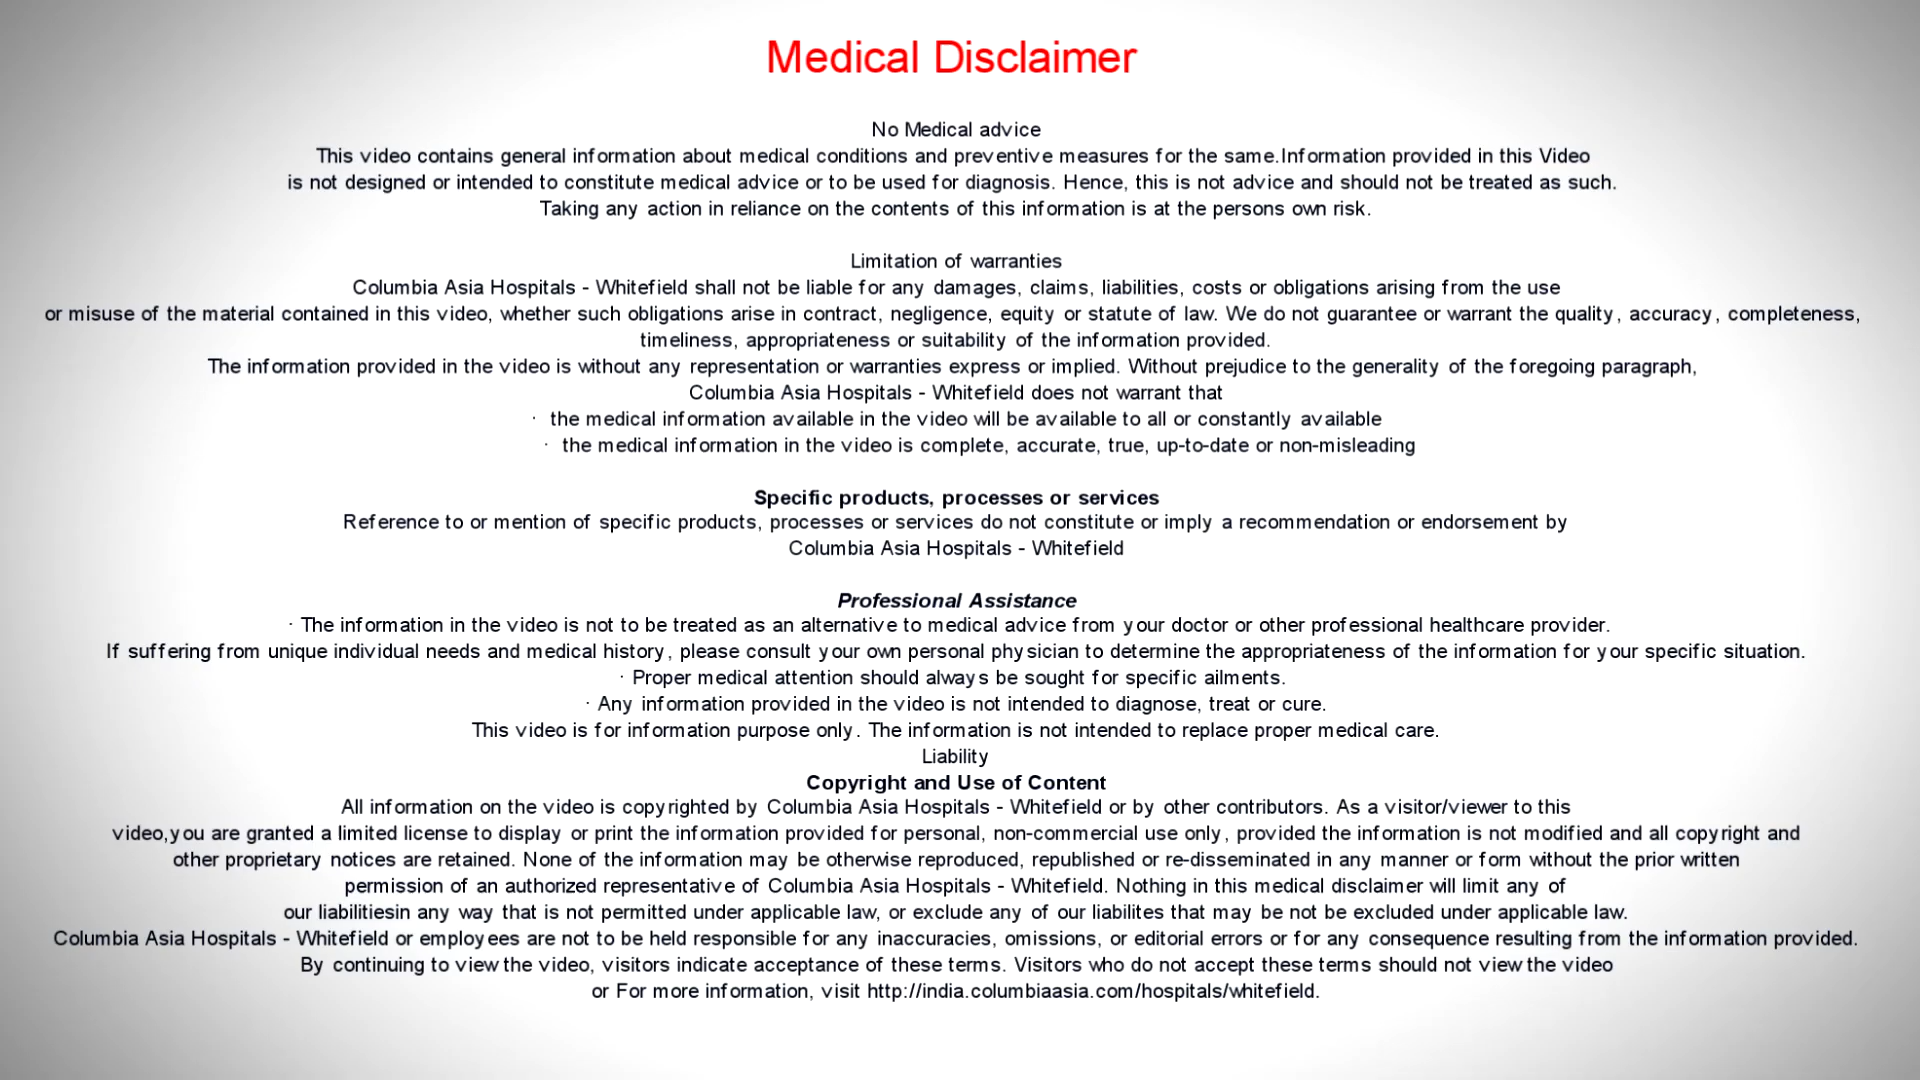 Medical Disclaimer
No Medical advice
This video contains general information about medical conditions and preventive measures for the same.Information provided in this Video
is not designed or intended to constitute medical advice or to be used for diagnosis. Hence, this is not advice and should not be treated as such.
Taking any action in reliance on the contents of this information is at the persons own risk.
Limitation of warranties
Columbia Asia Hospitals - Whitefield shall not be liable for any damages, claims, liabilities, costs or obligations arising from the use
or misuse of the material contained in this video, whether such obligations arise in contract, negligence, equity or statute of law. We do not guarantee or warrant the quality, accuracy, completeness,
timeliness, appropriateness or suitability of the information provided.
The information provided in the video is without any representation or warranties express or implied. Without prejudice to the generality of the foregoing paragraph,
Columbia Asia Hospitals - Whitefield does not warrant that
· the medical information available in the video will be available to all or constantly available
· the medical information in the video is complete, accurate, true, up-to-date or non-misleading
Specific products, processes or services
Reference to or mention of specific products, processes or services do not constitute or imply a recommendation or endorsement by
Columbia Asia Hospitals - Whitefield
Professional Assistance
· The information in the video is not to be treated as an alternative to medical advice from your doctor or other professional healthcare provider.
If suffering from unique individual needs and medical history, please consult your own personal physician to determine the appropriateness of the information for your specific situation.
· Proper medical attention should always be sought for specific ailments.
· Any information provided in the video is not intended to diagnose, treat or cure.
This video is for information purpose only. The information is not intended to replace proper medical care.
Liability
Copyright and Use of Content
All information on the video is copyrighted by Columbia Asia Hospitals - Whitefield or by other contributors. As a visitor/viewer to this
video,you are granted a limited license to display or print the information provided for personal, non-commercial use only, provided the information is not modified and all copyright and
other proprietary notices are retained. None of the information may be otherwise reproduced, republished or re-disseminated in any manner or form without the prior written
permission of an authorized representative of Columbia Asia Hospitals - Whitefield. Nothing in this medical disclaimer will limit any of
our liabilitiesin any way that is not permitted under applicable law, or exclude any of our liabilites that may be not be excluded under applicable law.
Columbia Asia Hospitals - Whitefield or employees are not to be held responsible for any inaccuracies, omissions, or editorial errors or for any consequence resulting from the information provided.
By continuing to view the video, visitors indicate acceptance of these terms. Visitors who do not accept these terms should not view the video
or For more information, visit http://india.columbiaasia.com/hospitals/whitefield.